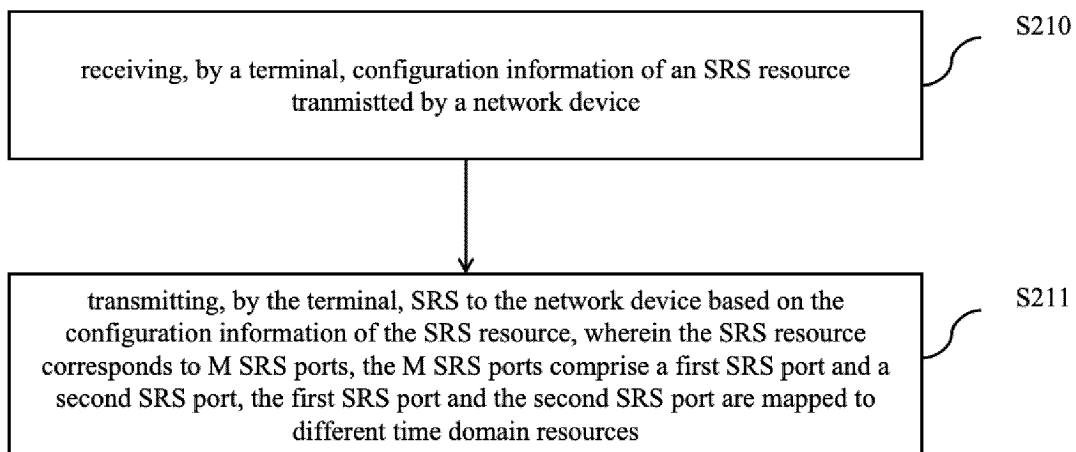 S210
receiving, by a terminal, configuration information of an SRS resource
tranmistted by a network device
S211
transmitting, by the terminal, SRS to the network device based on the
configuration information of the SRS resource, wherein the SRS resource
corresponds to M SRS ports, the M SRS ports comprise a first SRS port and a
second SRS port, the first SRS port and the second SRS port are mapped to
different time domain resources